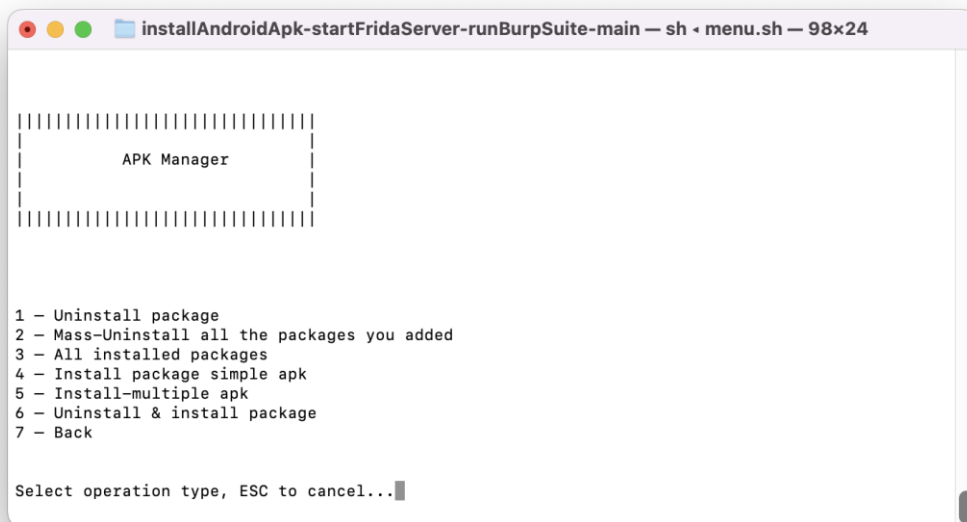 installAndroidApk-startFridaServer-runBurpSuite-main — sh ◂ menu.sh — 98×24
|||||||||||||||||||||||||||||||
| |
| APK Manager |
| |
| |
|||||||||||||||||||||||||||||||
1 – Uninstall package
2 – Mass-Uninstall all the packages you added
3 – All installed packages
4 – Install package simple apk
5 – Install-multiple apk
6 – Uninstall & install package
7 – Back
Select operation type, ESC to cancel...